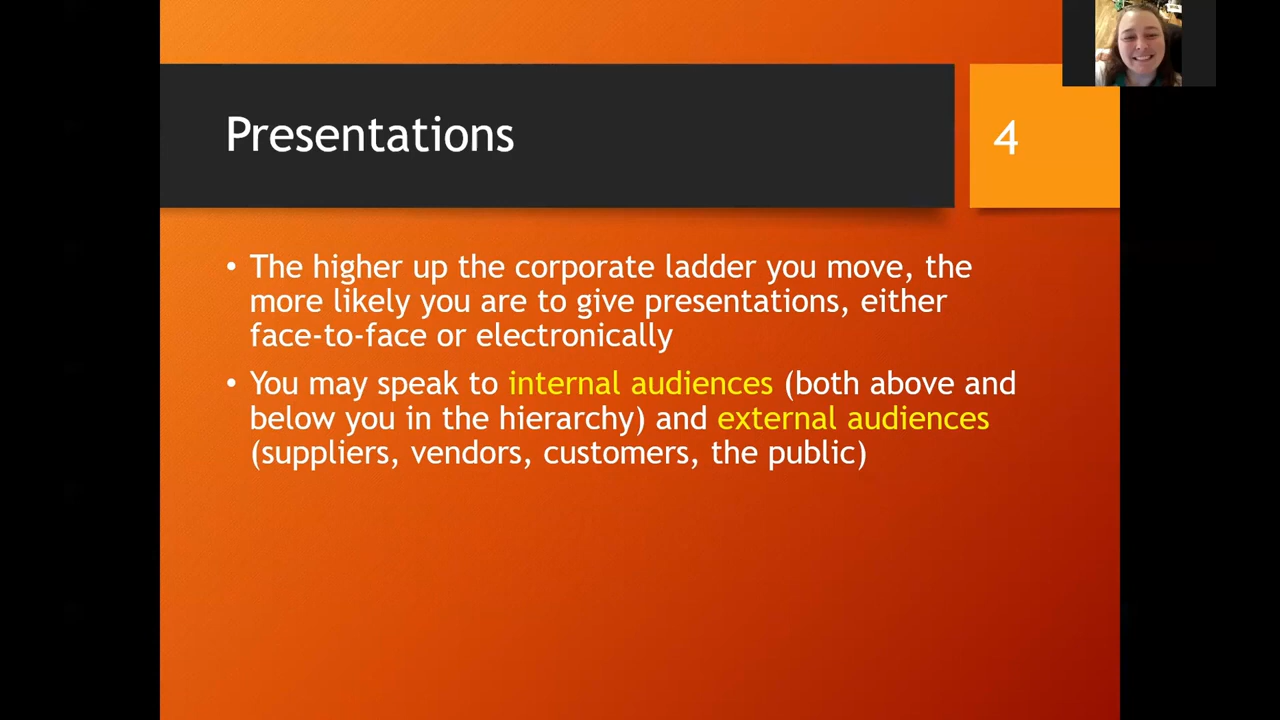 Presentations
4
• The higher up the corporate ladder you move, the
more likely you are to give presentations, either
face-to-face or electronically
• You may speak to internal audiences (both above and
below you in the hierarchy) and external audiences
(suppliers, vendors, customers, the public)